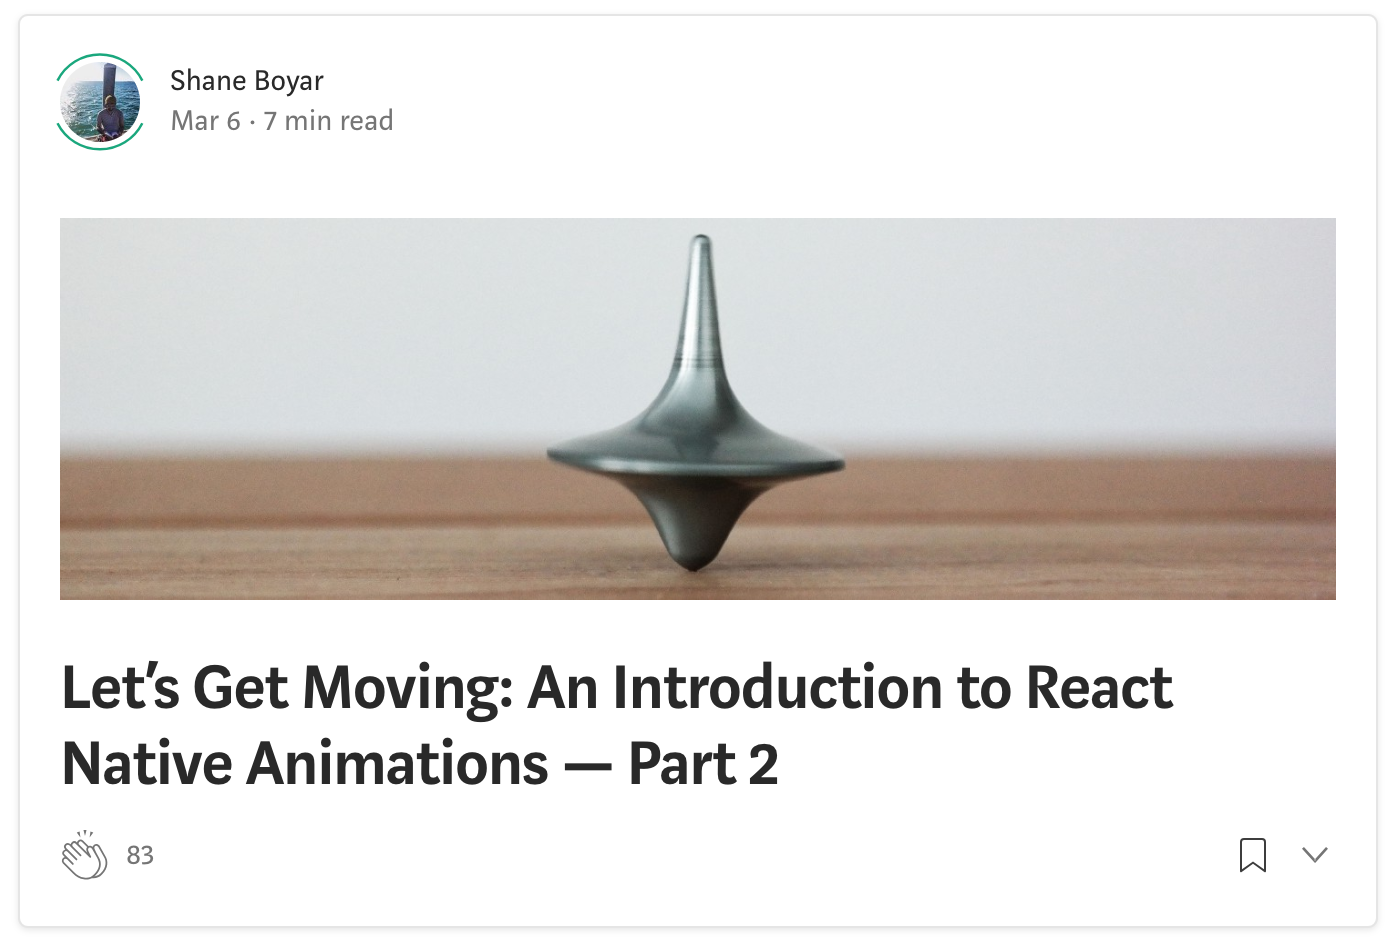 Shane Boyar
Mar 6 · 7 min read
Let’s Get Moving: An Introduction to React
Native Animations — Part 2
83